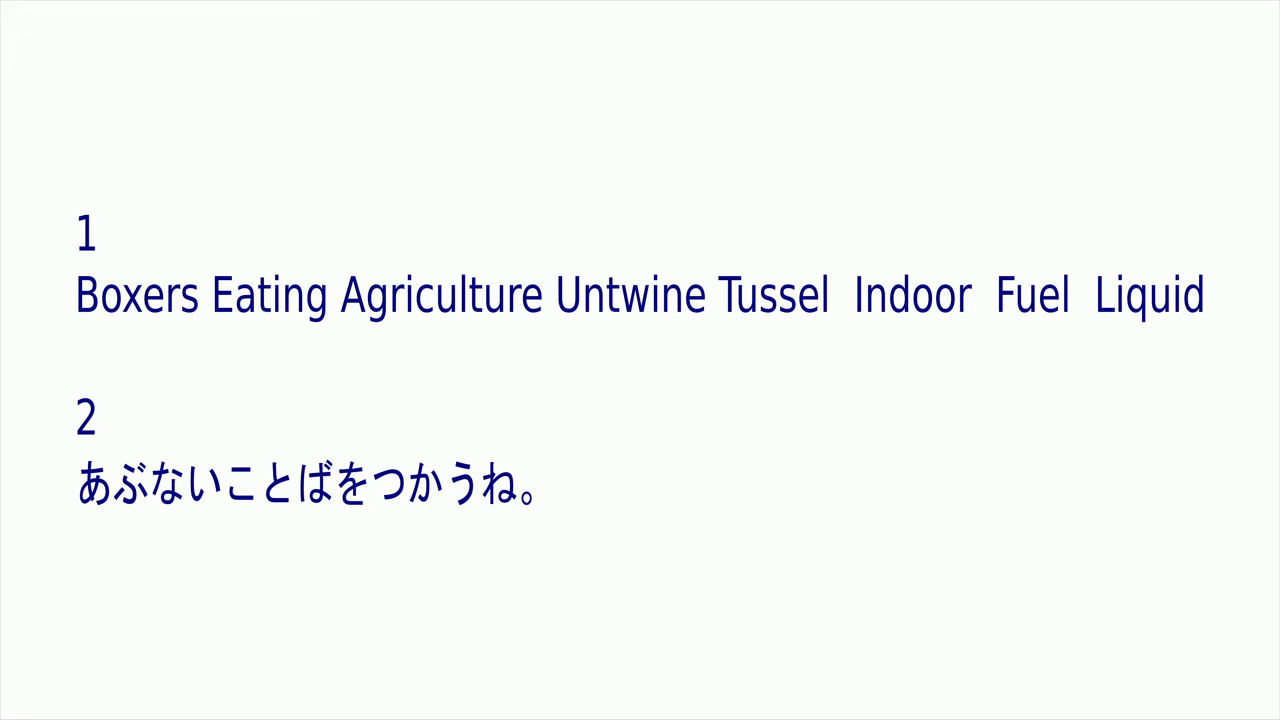 1
Boxers Eating Agriculture Untwine Tussel  Indoor  Fuel  Liquid
2
あぶないことばをつかうね。